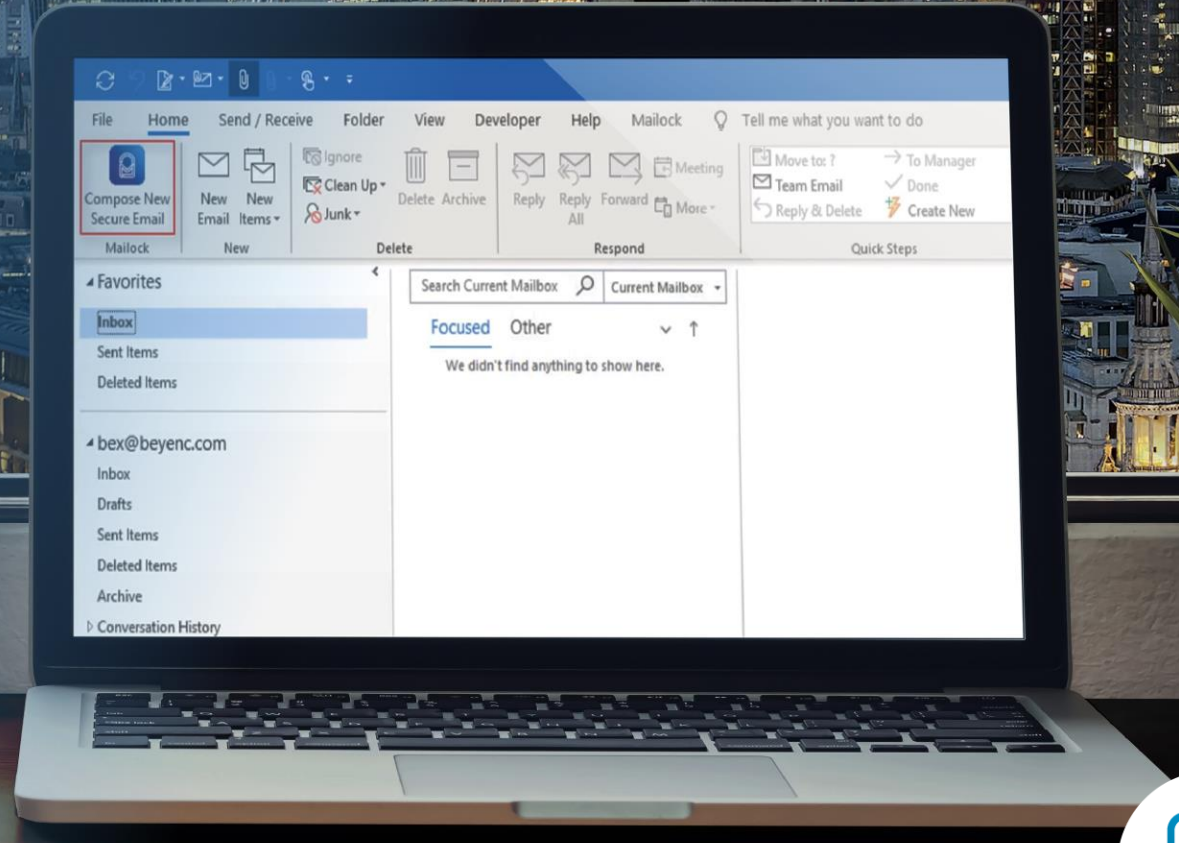 File Home Send / Receive Folder View Developer Help Mailock Tell me what you want to do
Compose New
Secure Email
Mailock
New
Email
New
Items
New
Ignore
Clean Up
Junk
Delete Archive
Delete
Reply
Reply
All
Forward
Meeting
More
Respond
Move to: ?
Team Email
Reply & Delete
To Manager
Done
Create New
Quick Steps
Favorites
Inbox
Sent Items
Deleted Items
bex@beyenc.com
Inbox
Drafts
Sent Items
Deleted Items
Archive
Conversation History
Search Current Mailbox Current Mailbox
Focused Other
We didn't find anything to show here.